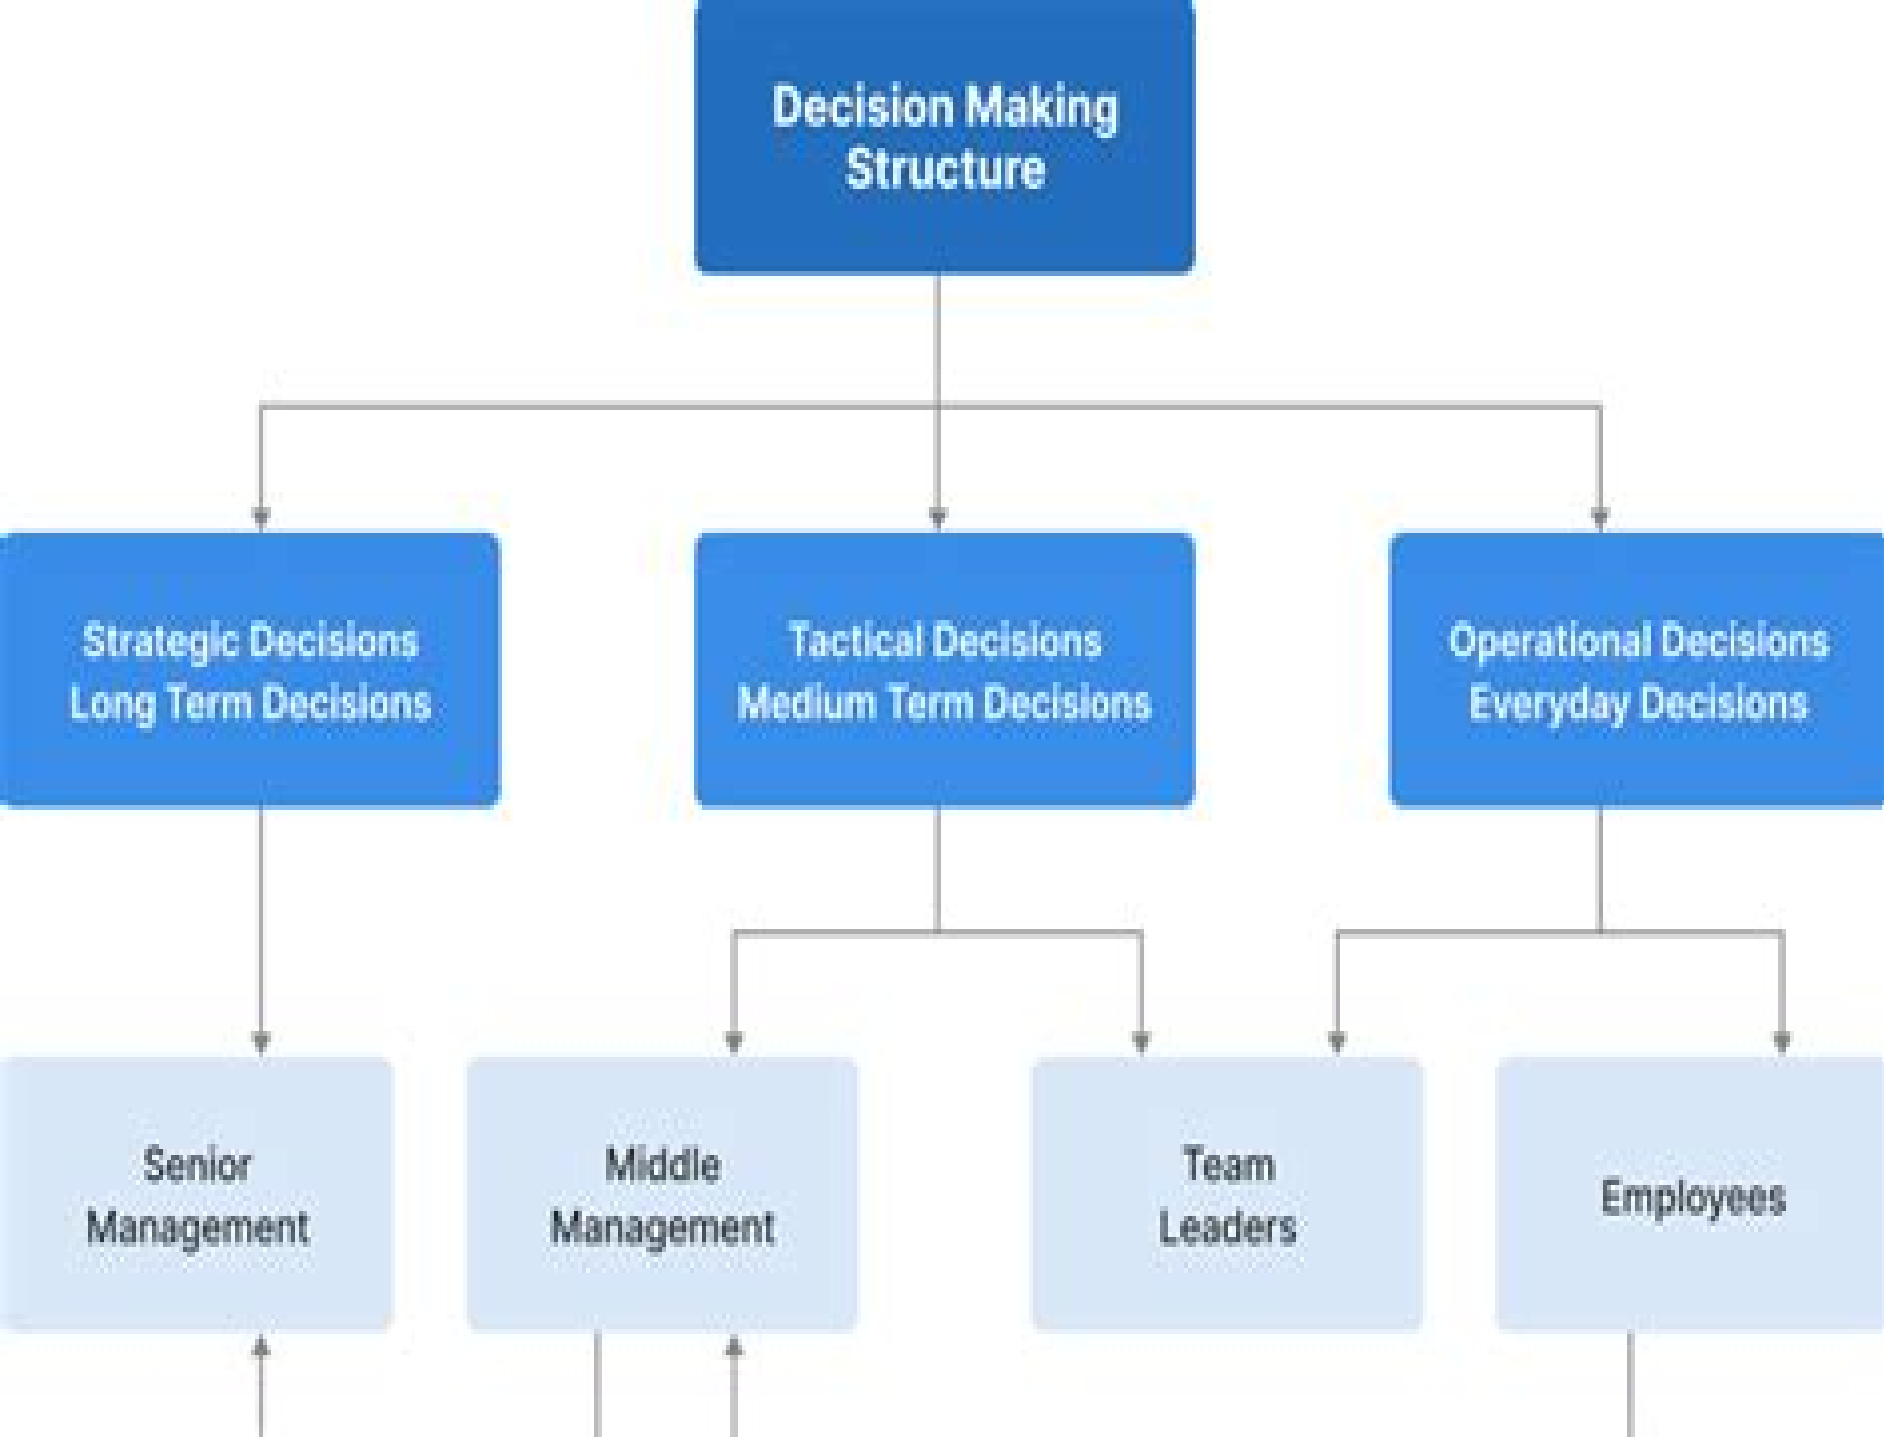 Decision Making
Structure
Strategic Decisions
Long Term Decisions
Tactical Decisions
Medium Term Decisions
Operational Decisions
Everyday Decisions
Senior
Management
Middle
Management
Team
Leaders
Employees